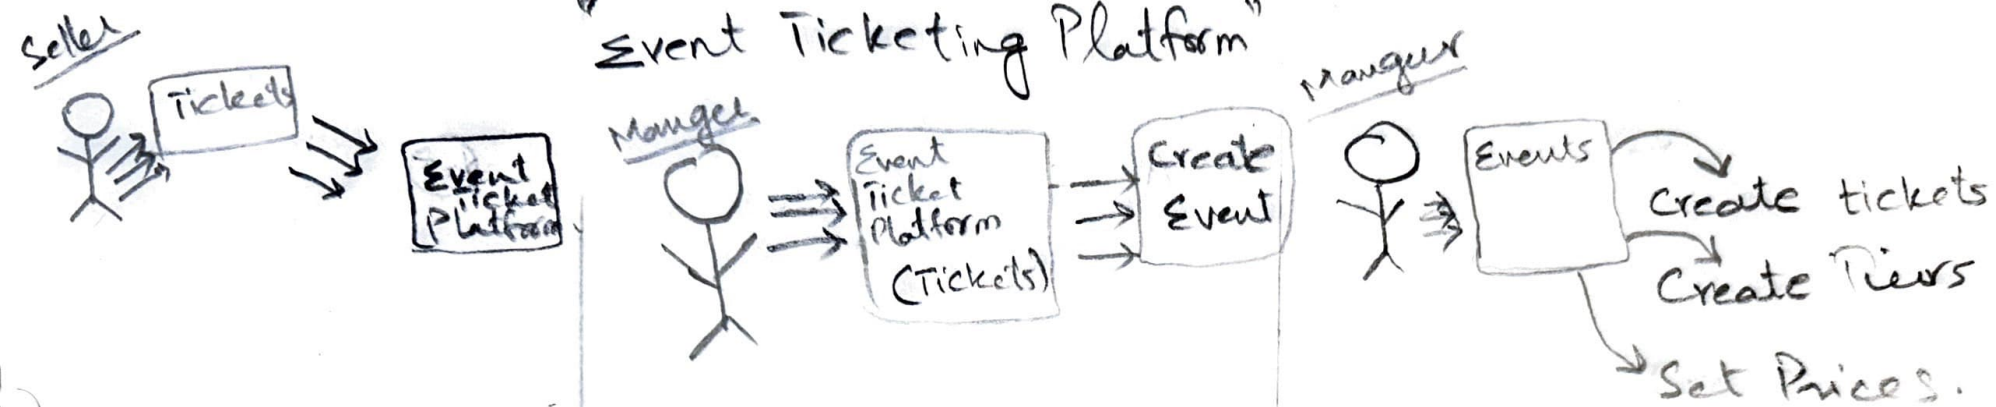 "Event Ticketing Platform"
Seller
Tickets
Event
Ticket
Platform
Manger
Event
Ticket
Platform
(Tickets)
Create
Event
Manguer
Events
Create tickets
Create Tiers
Set Prices.